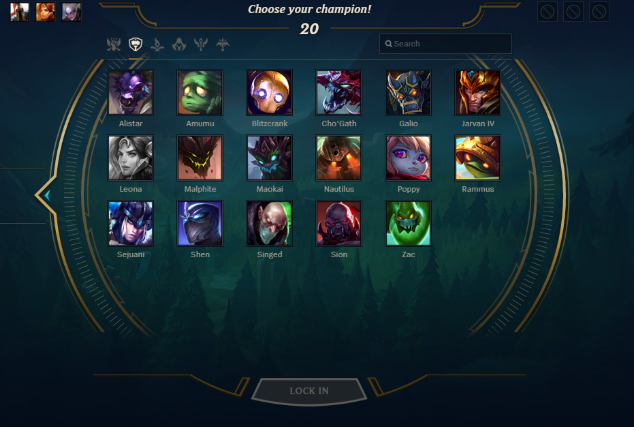 Choose your champion!
20
Search
Alistar Amumu Blitzcrank Cho'Gath Galio Jarvan IV
Leona Malphite Maokai Nautilus Poppy Rammus
Sejuani Shen Singed Sion Zac
LOCK IN